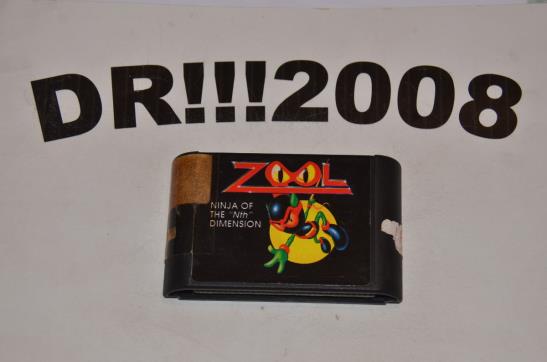 DR!!!2008
ZOOL
NINJA OF
THE "Nth"
DIMENSION